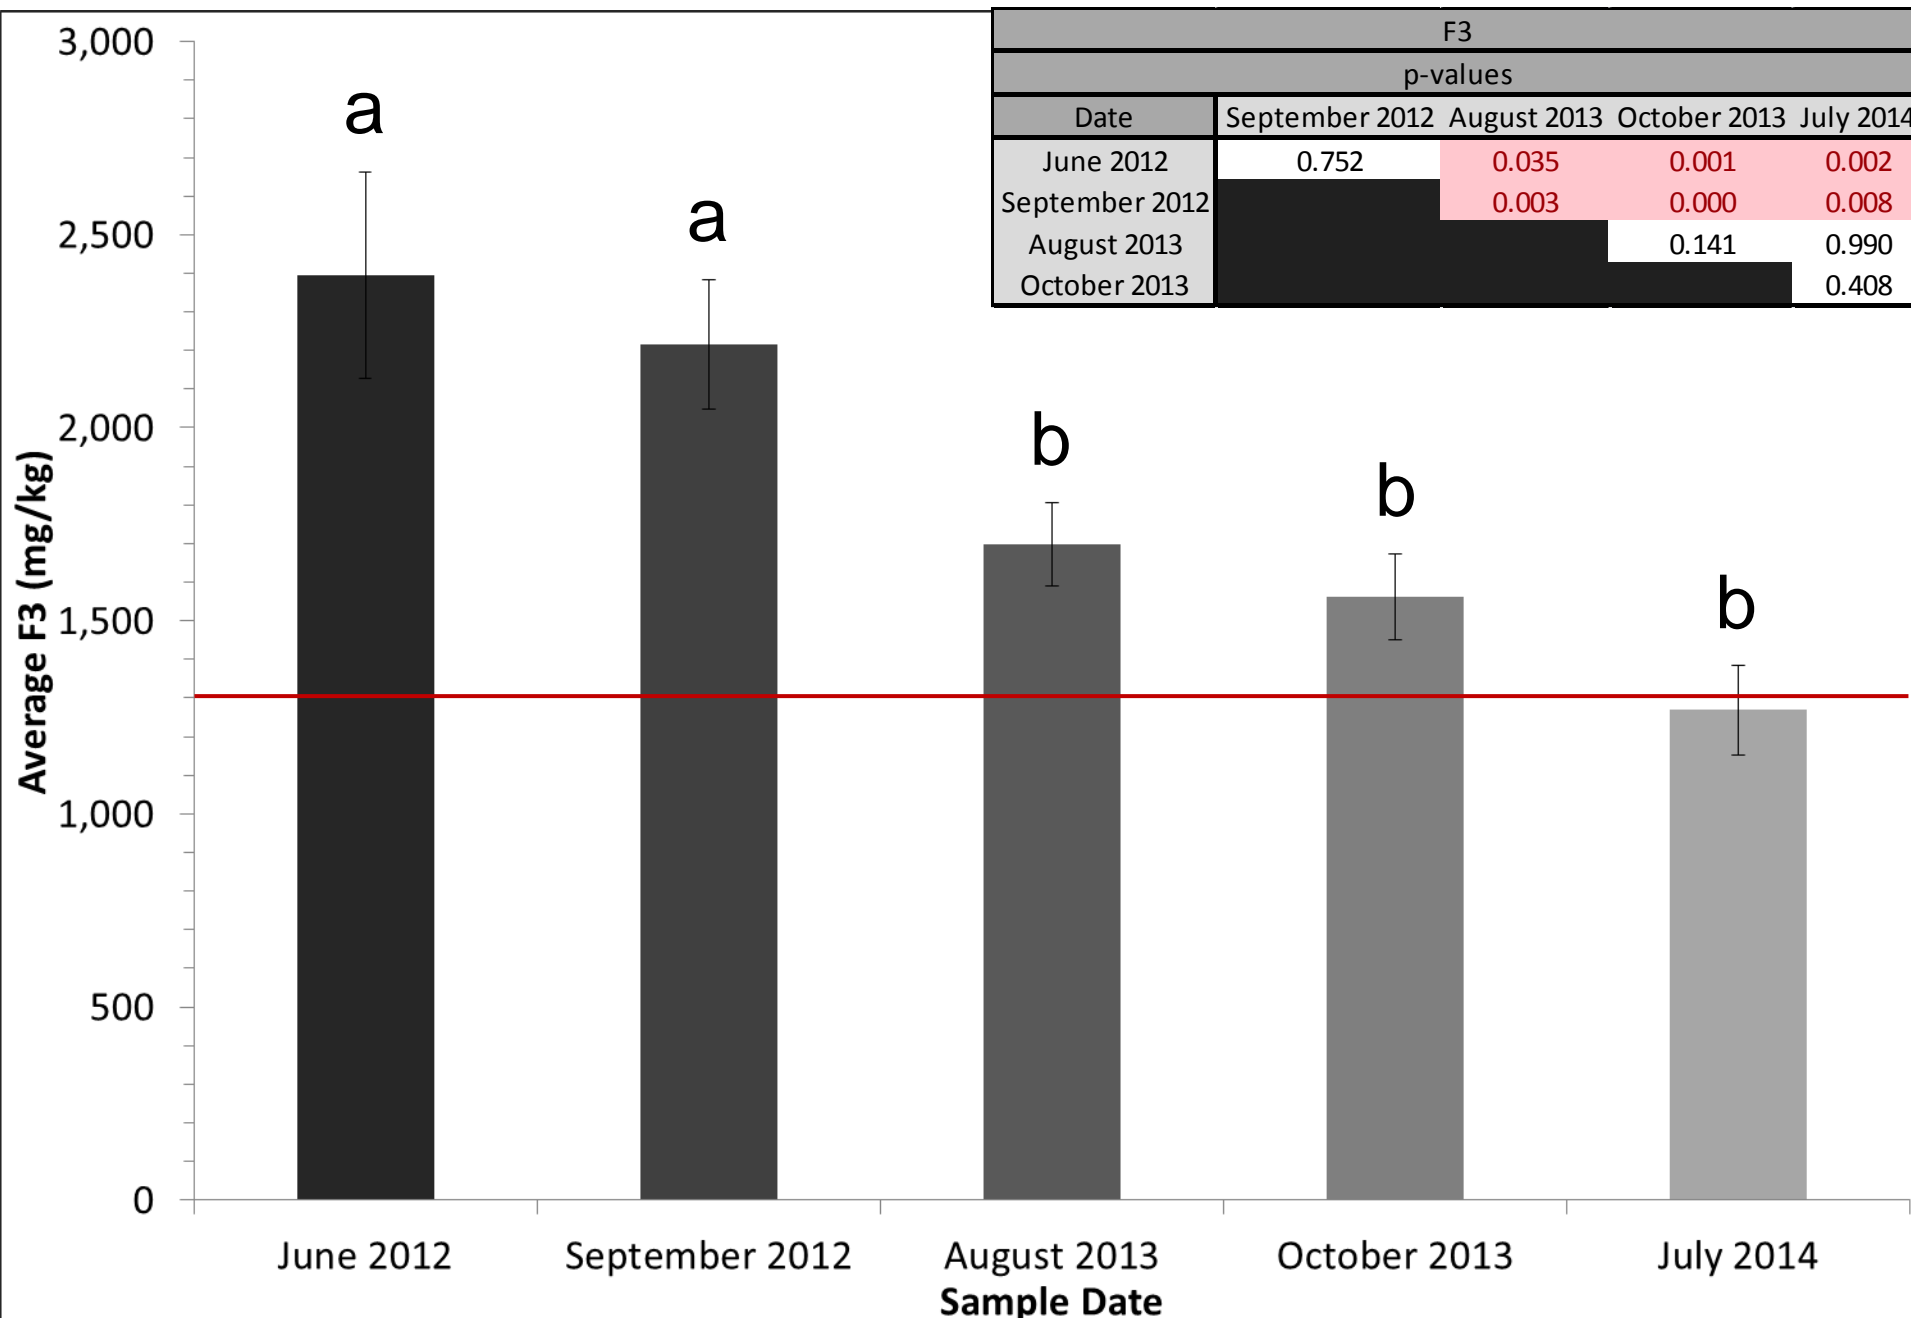 F3
p-values
Date September 2012 August 2013 October 2013 July 2014
June 2012 0.752 0.035 0.001 0.002
September 2012 0.003 0.000 0.008
August 2013 0.141 0.990
October 2013 0.408
3,000
2,500
2,000
1,500
1,000
500
0
Average F3 (mg/kg)
a
a
b
b
b
June 2012 September 2012 August 2013 October 2013 July 2014
Sample Date